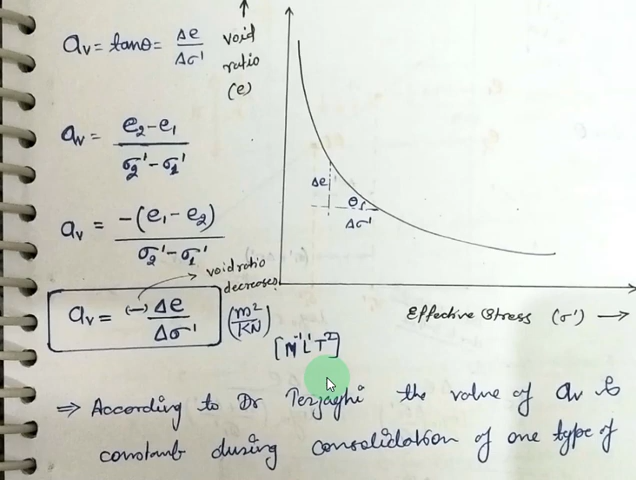 aᵥ = tanθ = Δe / Δσ'
void ratio (e)
aᵥ = e₂ - e₁ / σ₂' - σ₁'
Δe
θ
Δσ'
aᵥ = -(e₁ - e₂) / σ₂' - σ₁'
void ratio
decreases.
aᵥ = (-) Δe / Δσ'
(m²/KN)
Effective Stress (σ') →
[M⁻¹L¹T²]
⇒ According to Dr Terzaghi the value of aᵥ is
constant during consolidation of one type of